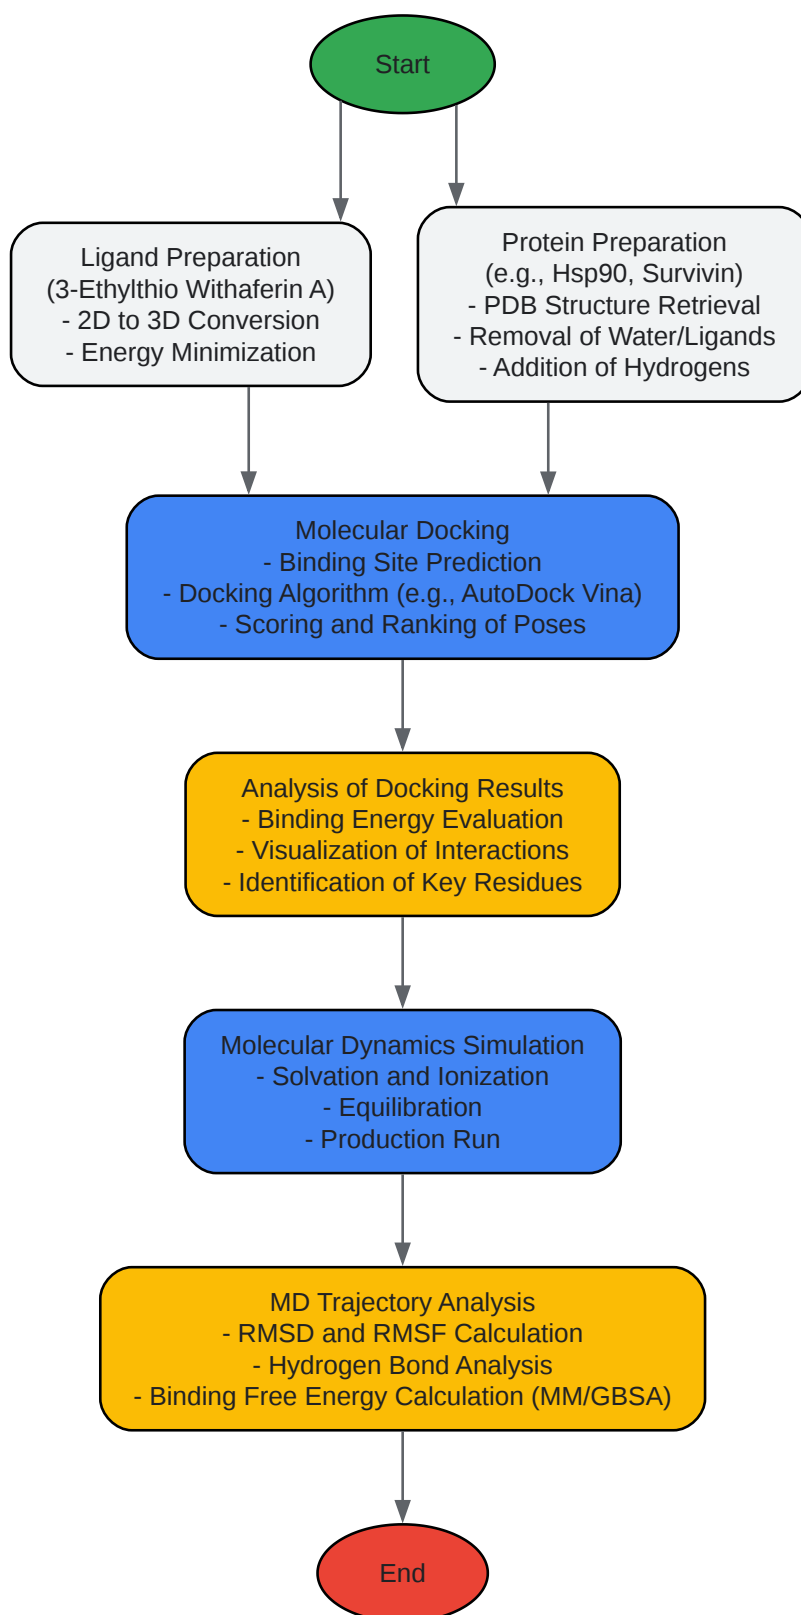 Start
Ligand Preparation
(3-Ethylthio Withaferin A)
- 2D to 3D Conversion
- Energy Minimization
Protein Preparation
(e.g., Hsp90, Survivin)
- PDB Structure Retrieval
- Removal of Water/Ligands
- Addition of Hydrogens
Molecular Docking
- Binding Site Prediction
- Docking Algorithm (e.g., AutoDock Vina)
- Scoring and Ranking of Poses
Analysis of Docking Results
- Binding Energy Evaluation
- Visualization of Interactions
- Identification of Key Residues
Molecular Dynamics Simulation
- Solvation and Ionization
- Equilibration
- Production Run
MD Trajectory Analysis
- RMSD and RMSF Calculation
- Hydrogen Bond Analysis
- Binding Free Energy Calculation (MM/GBSA)
End